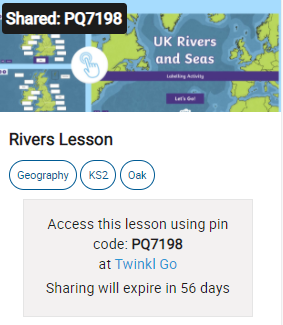 Shared: PQ7198
UK Rivers
and Seas
Labelling Activity
Let's Go!
Rivers Lesson
Geography KS2 Oak
Access this lesson using pin
code: PQ7198
at Twinkl Go
Sharing will expire in 56 days